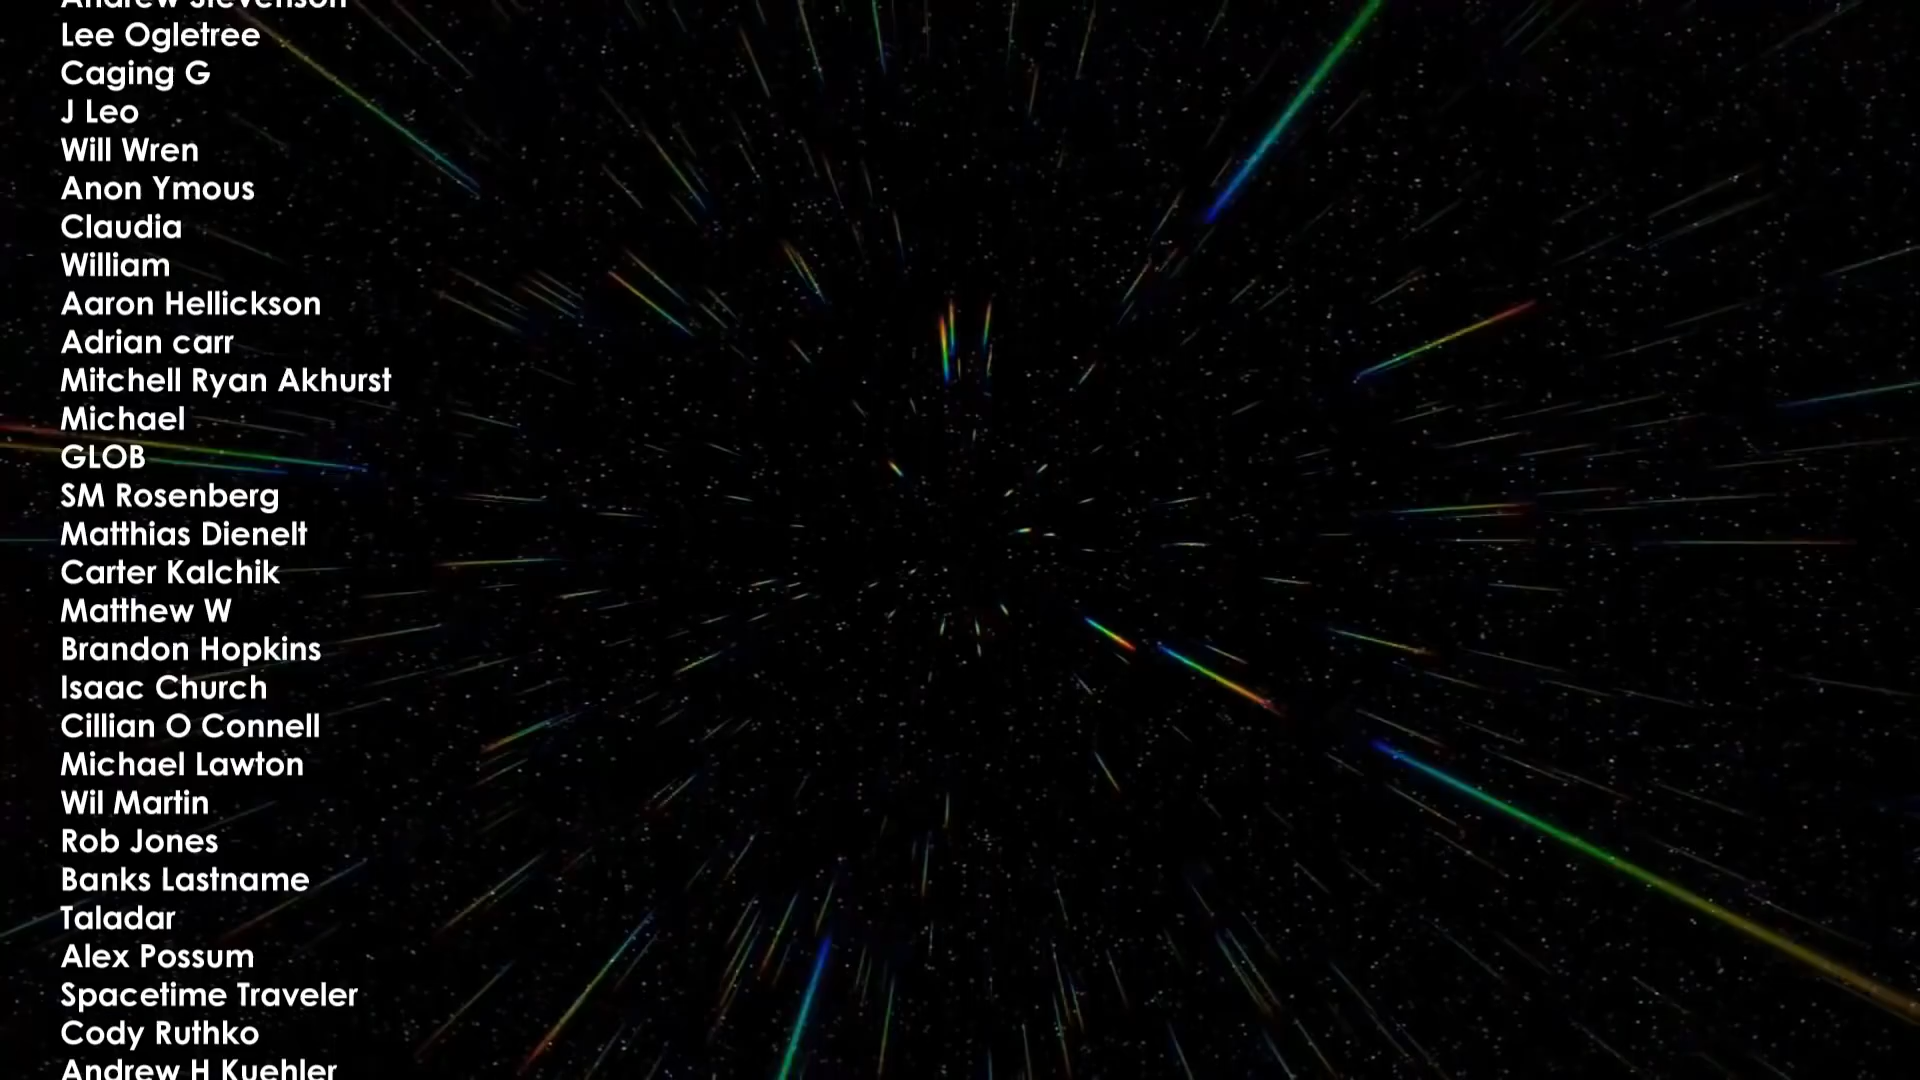 Andrew Stevenson
Lee Ogletree
Caging G
J Leo
Will Wren
Anon Ymous
Claudia
William
Aaron Hellickson
Adrian carr
Mitchell Ryan Akhurst
Michael
GLOB
SM Rosenberg
Matthias Dienelt
Carter Kalchik
Matthew W
Brandon Hopkins
Isaac Church
Cillian O Connell
Michael Lawton
Wil Martin
Rob Jones
Banks Lastname
Taladar
Alex Possum
Spacetime Traveler
Cody Ruthko
Andrew H Kuehler